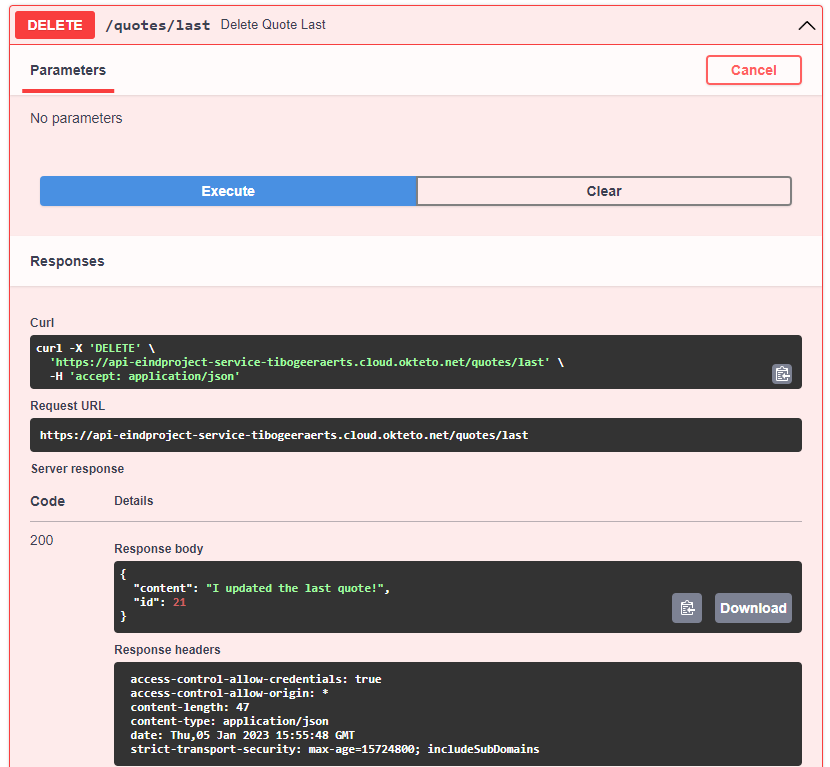 DELETE /quotes/last Delete Quote Last
Parameters
Cancel
No parameters
Execute
Clear
Responses
Curl
curl -X 'DELETE' \
  'https://api-eindproject-service-tibogeeraerts.cloud.okteto.net/quotes/last' \
  -H 'accept: application/json'
Request URL
https://api-eindproject-service-tibogeeraerts.cloud.okteto.net/quotes/last
Server response
Code Details
200
Response body
{
  "content": "I updated the last quote!",
  "id": 21
}
Download
Response headers
access-control-allow-credentials: true
access-control-allow-origin: *
content-length: 47
content-type: application/json
date: Thu,05 Jan 2023 15:55:48 GMT
strict-transport-security: max-age=15724800; includeSubDomains